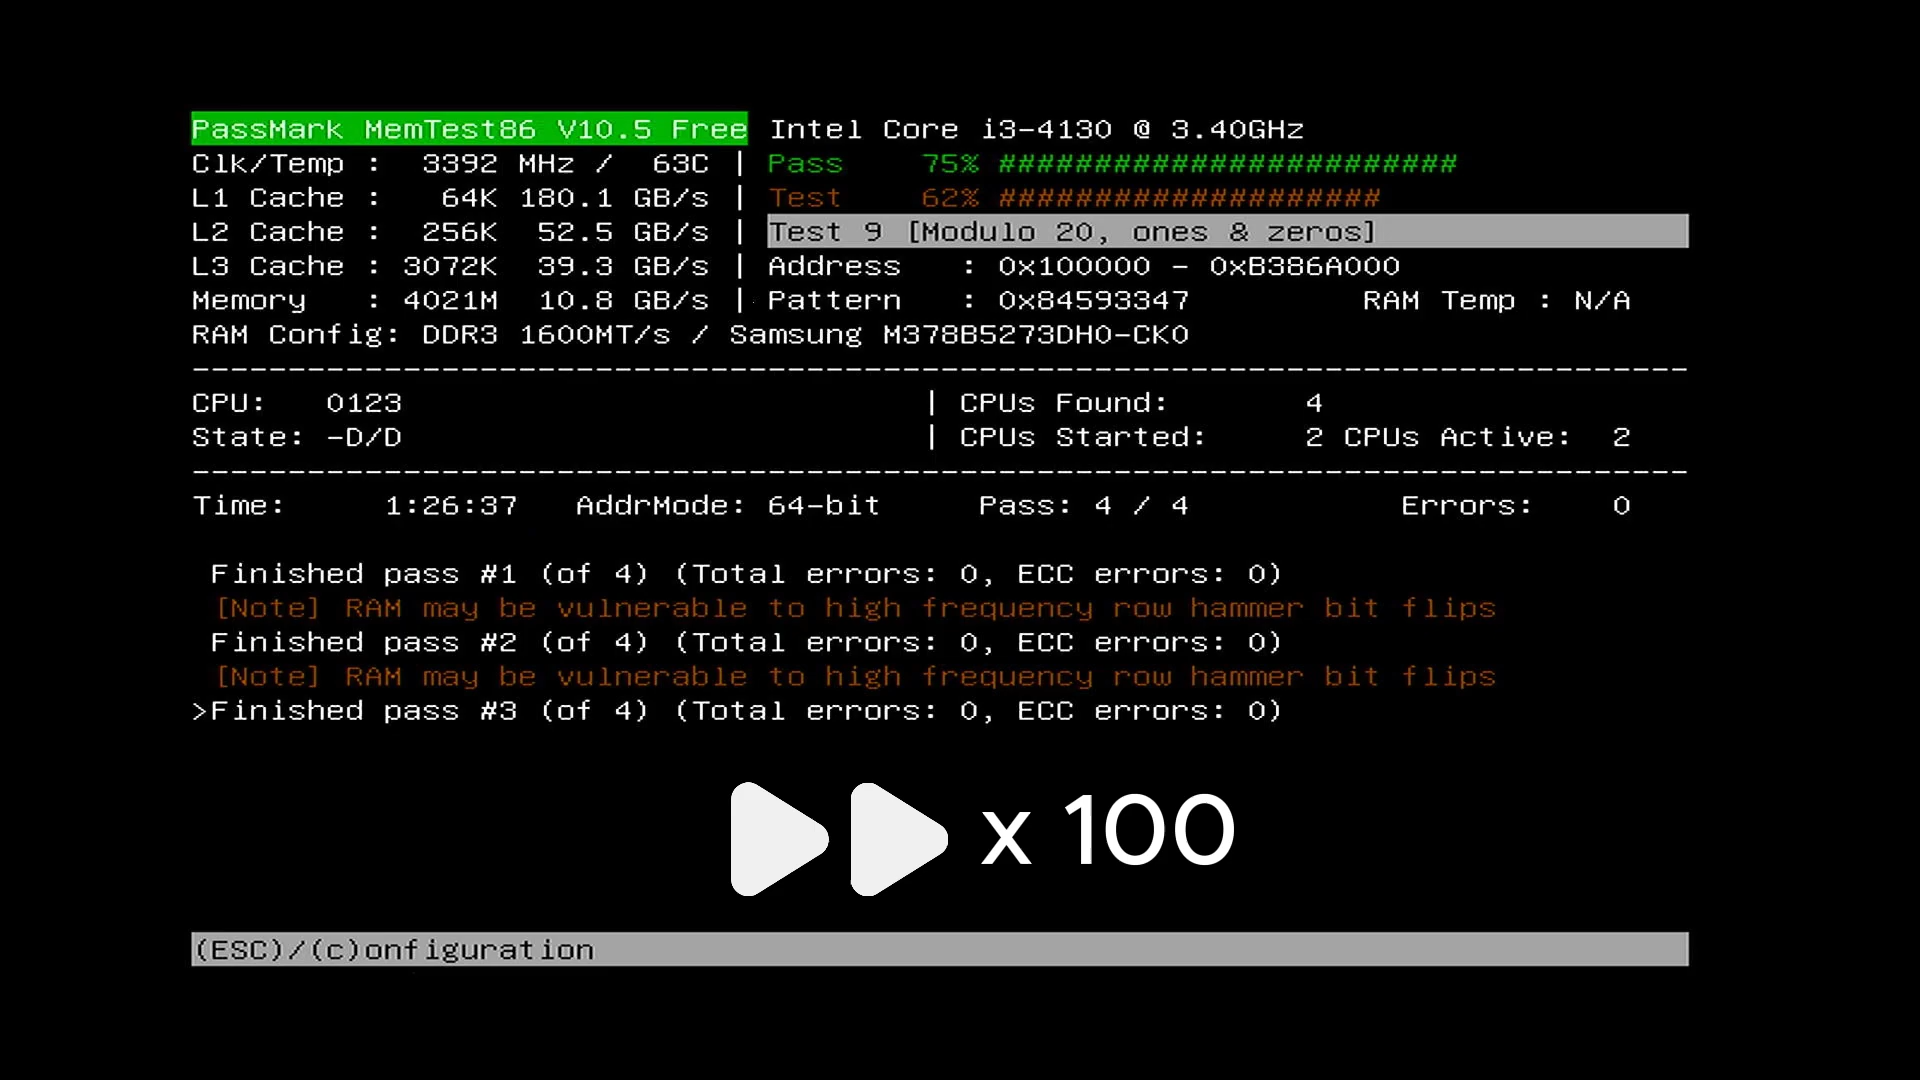 PassMark MemTest86 V10.5 Free Intel Core i3-4130 @ 3.40GHz
Clk/Temp : 3392 MHz / 63C | Pass 75% ########################
L1 Cache : 64K 180.1 GB/s | Test 62% ####################
L2 Cache : 256K 52.5 GB/s | Test 9 [Modulo 20, ones & zeros]
L3 Cache : 3072K 39.3 GB/s | Address : 0x100000 - 0xB386A000
Memory : 4021M 10.8 GB/s | Pattern : 0x84593347 RAM Temp : N/A
RAM Config: DDR3 1600MT/s / Samsung M378B5273DH0-CK0
------------------------------------------------------------------------------
CPU: 0123 | CPUs Found: 4
State: -D/D | CPUs Started: 2 CPUs Active: 2
------------------------------------------------------------------------------
Time: 1:26:37 AddrMode: 64-bit Pass: 4 / 4 Errors: 0
Finished pass #1 (of 4) (Total errors: 0, ECC errors: 0)
[Note] RAM may be vulnerable to high frequency row hammer bit flips
Finished pass #2 (of 4) (Total errors: 0, ECC errors: 0)
[Note] RAM may be vulnerable to high frequency row hammer bit flips
>Finished pass #3 (of 4) (Total errors: 0, ECC errors: 0)
x 100
(ESC)/(c)onfiguration